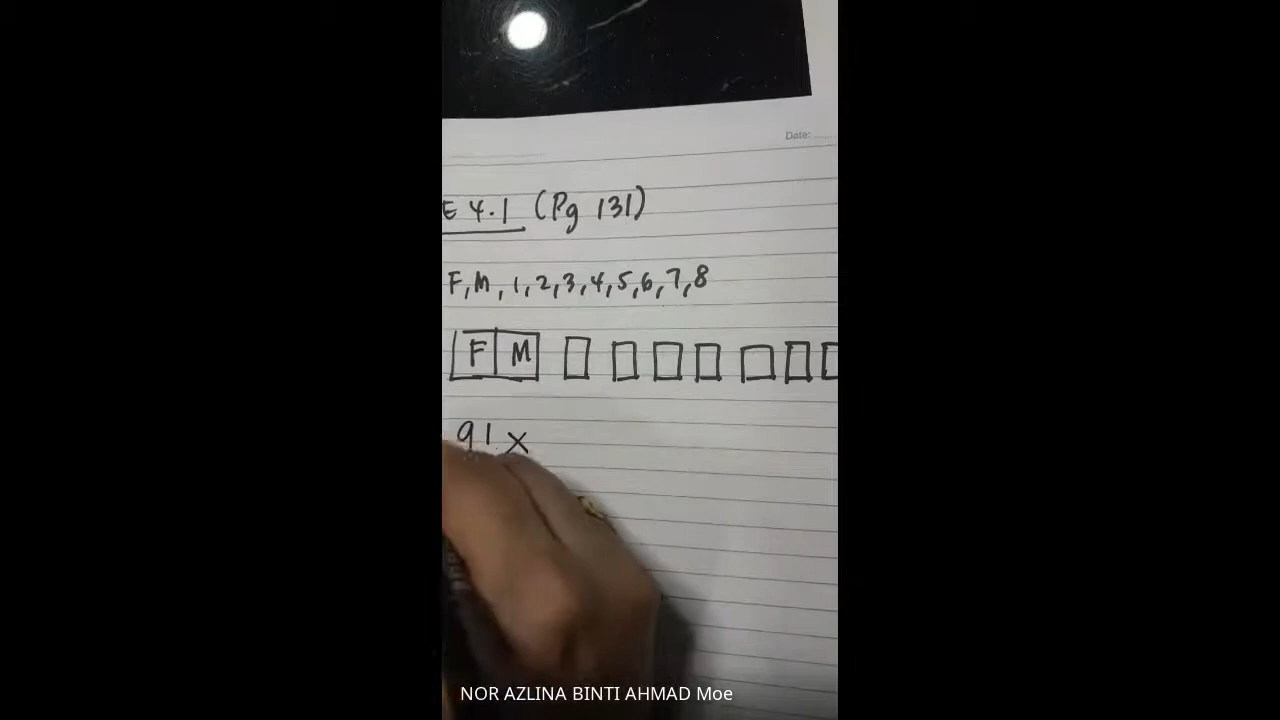 Date: ......
E 4.1 (Pg 131)
F, M, 1, 2, 3, 4, 5, 6, 7, 8
F M
9! ×
NOR AZLINA BINTI AHMAD Moe